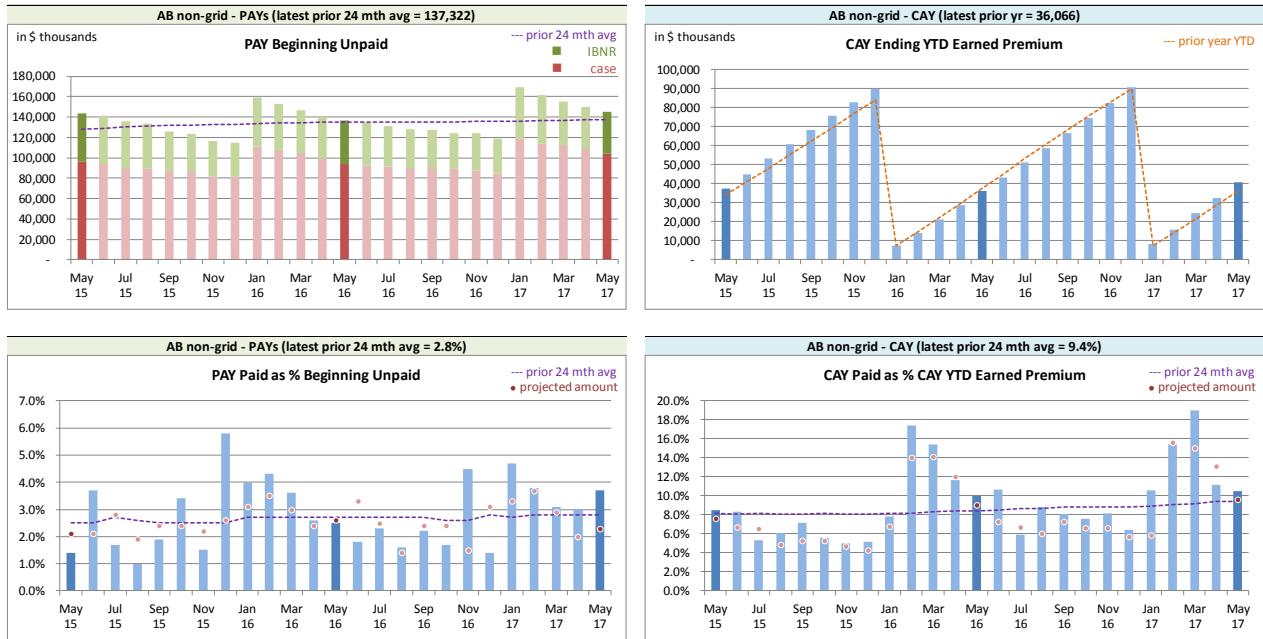 AB non-grid - PAYs (latest prior 24 mth avg = 137,322)
in $ thousands
PAY Beginning Unpaid
--- prior 24 mth avg
IBNR
case
180,000
160,000
140,000
120,000
100,000
80,000
60,000
40,000
20,000
-
May Jul Sep Nov Jan Mar May Jul Sep Nov Jan Mar May
15 15 15 15 16 16 16 16 16 16 17 17 17
AB non-grid - CAY (latest prior yr = 36,066)
in $ thousands
CAY Ending YTD Earned Premium
--- prior year YTD
100,000
90,000
80,000
70,000
60,000
50,000
40,000
30,000
20,000
10,000
-
May Jul Sep Nov Jan Mar May Jul Sep Nov Jan Mar May
15 15 15 15 16 16 16 16 16 16 17 17 17
AB non-grid - PAYs (latest prior 24 mth avg = 2.8%)
PAY Paid as % Beginning Unpaid
--- prior 24 mth avg
projected amount
7.0%
6.0%
5.0%
4.0%
3.0%
2.0%
1.0%
0.0%
May Jul Sep Nov Jan Mar May Jul Sep Nov Jan Mar May
15 15 15 15 16 16 16 16 16 16 17 17 17
AB non-grid - CAY (latest prior 24 mth avg = 9.4%)
CAY Paid as % CAY YTD Earned Premium
--- prior 24 mth avg
projected amount
20.0%
18.0%
16.0%
14.0%
12.0%
10.0%
8.0%
6.0%
4.0%
2.0%
0.0%
May Jul Sep Nov Jan Mar May Jul Sep Nov Jan Mar May
15 15 15 15 16 16 16 16 16 16 17 17 17